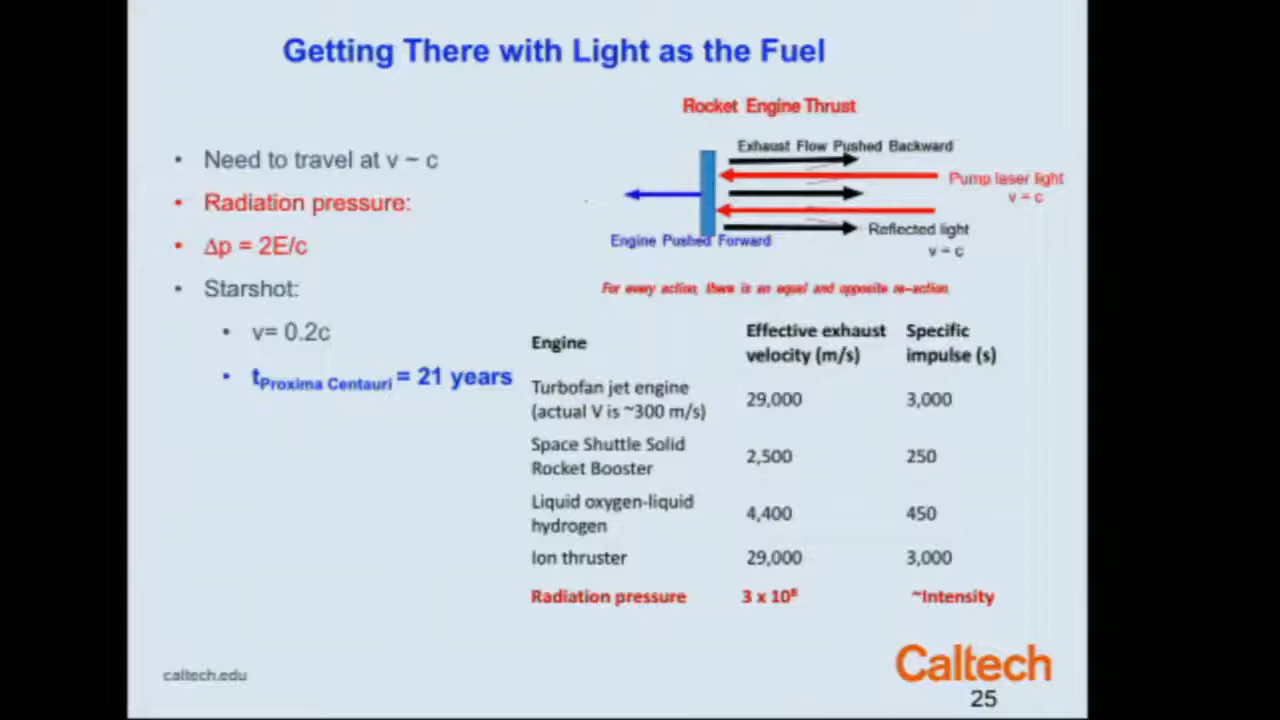 Getting There with Light as the Fuel
• Need to travel at v ~ c
• Radiation pressure:
• Δp = 2E/c
• Starshot:
• v= 0.2c
• tProxima Centauri = 21 years
Rocket Engine Thrust
Exhaust Flow Pushed Backward
Pump laser light
v = c
Engine Pushed Forward
Reflected light
v = c
For every action, there is an equal and opposite re-action.
Engine Effective exhaust velocity (m/s) Specific impulse (s)
Turbofan jet engine
(actual V is ~300 m/s) 29,000 3,000
Space Shuttle Solid
Rocket Booster 2,500 250
Liquid oxygen-liquid
hydrogen 4,400 450
Ion thruster 29,000 3,000
Radiation pressure 3 x 10⁸ ~Intensity
caltech.edu
Caltech
25